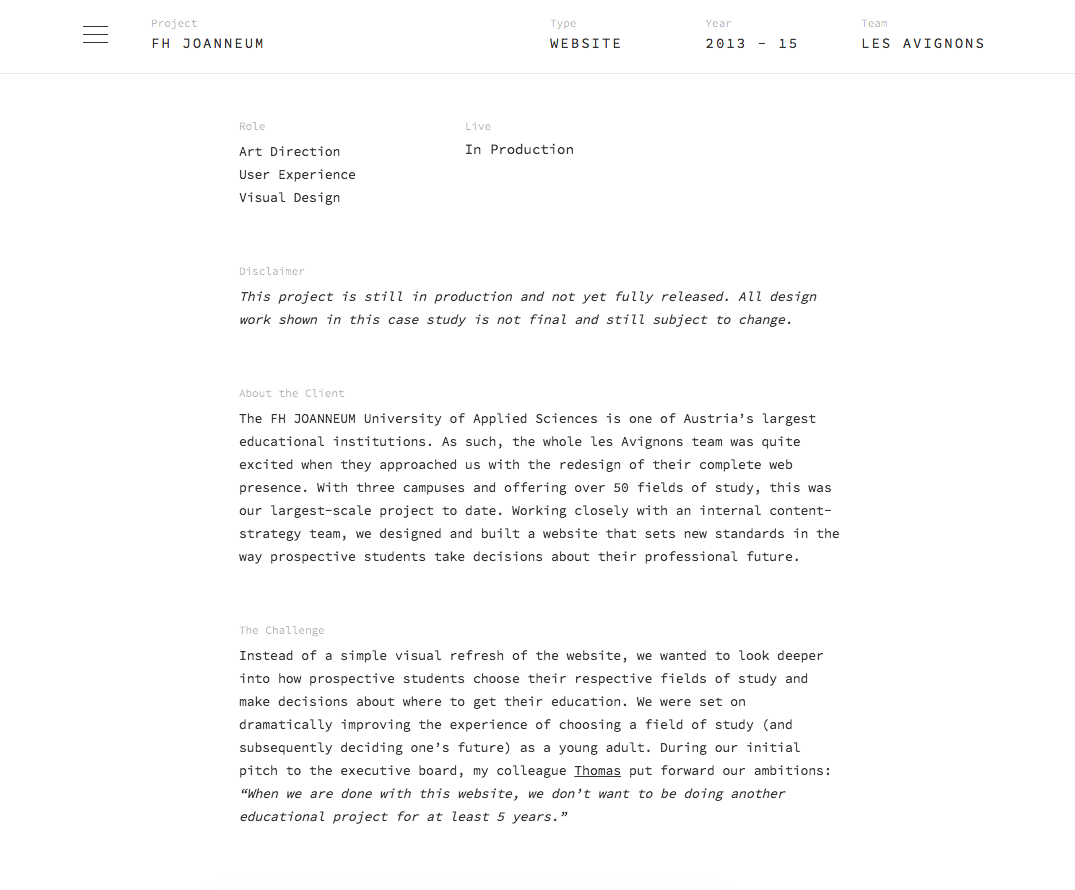 Project
FH JOANNEUM
Type
WEBSITE
Year
2013 – 15
Team
LES AVIGNONS
Role
Art Direction
User Experience
Visual Design
Live
In Production
Disclaimer
This project is still in production and not yet fully released. All design
work shown in this case study is not final and still subject to change.
About the Client
The FH JOANNEUM University of Applied Sciences is one of Austria’s largest
educational institutions. As such, the whole les Avignons team was quite
excited when they approached us with the redesign of their complete web
presence. With three campuses and offering over 50 fields of study, this was
our largest-scale project to date. Working closely with an internal content-
strategy team, we designed and built a website that sets new standards in the
way prospective students take decisions about their professional future.
The Challenge
Instead of a simple visual refresh of the website, we wanted to look deeper
into how prospective students choose their respective fields of study and
make decisions about where to get their education. We were set on
dramatically improving the experience of choosing a field of study (and
subsequently deciding one’s future) as a young adult. During our initial
pitch to the executive board, my colleague Thomas put forward our ambitions:
“When we are done with this website, we don’t want to be doing another
educational project for at least 5 years.”